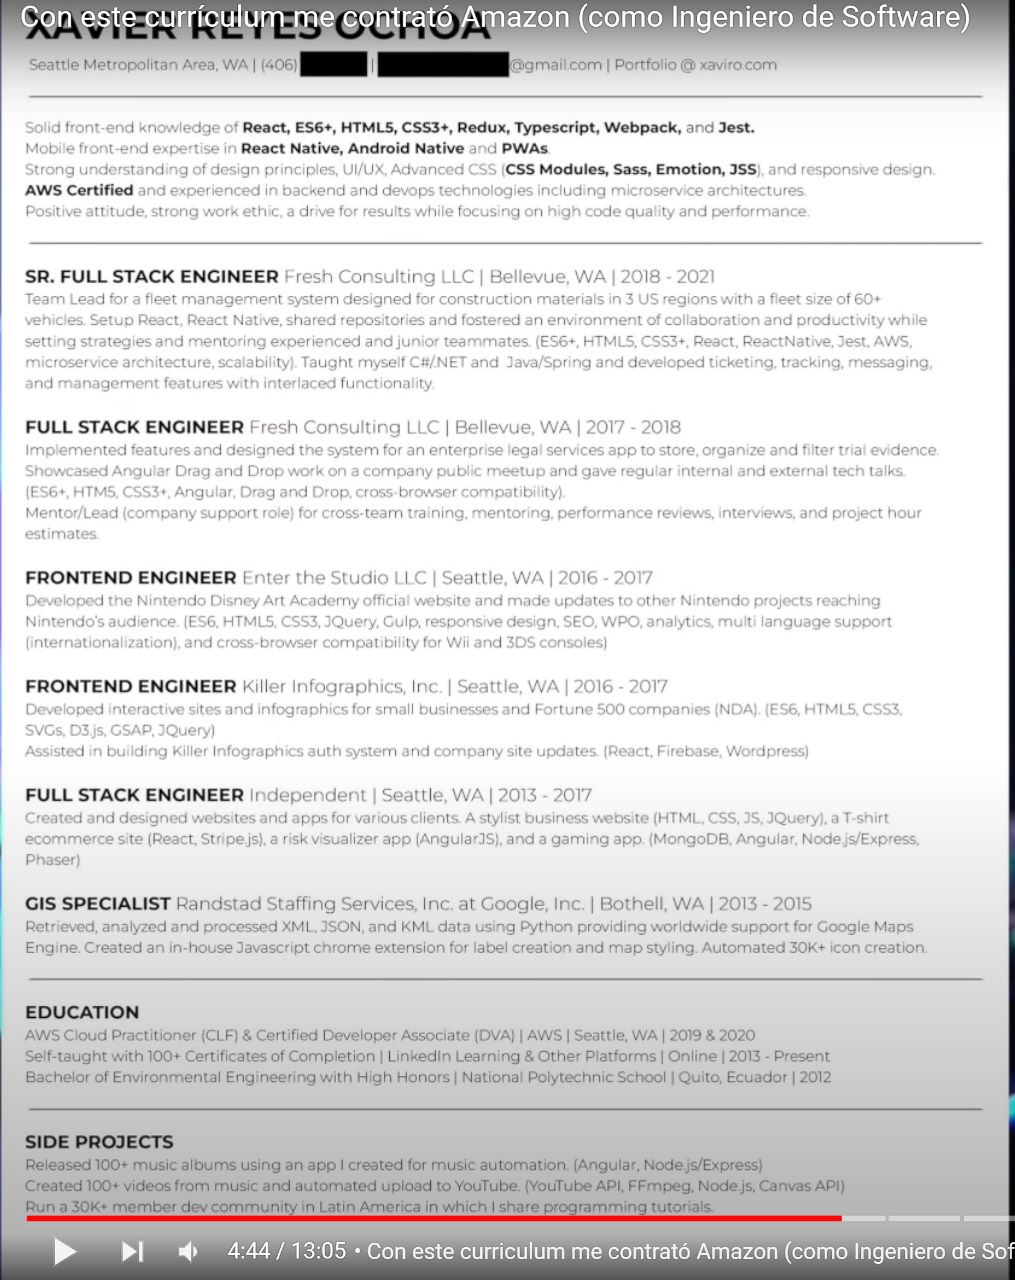 Con este currículum me contrató Amazon (como Ingeniero de Software)
XAVIER REYES OCHOA
Seattle Metropolitan Area, WA | (406) | @gmail.com | Portfolio @ xaviro.com
Solid front-end knowledge of React, ES6+, HTML5, CSS3+, Redux, Typescript, Webpack, and Jest.
Mobile front-end expertise in React Native, Android Native and PWAs.
Strong understanding of design principles, UI/UX, Advanced CSS (CSS Modules, Sass, Emotion, JSS), and responsive design.
AWS Certified and experienced in backend and devops technologies including microservice architectures.
Positive attitude, strong work ethic, a drive for results while focusing on high code quality and performance.
SR. FULL STACK ENGINEER Fresh Consulting LLC | Bellevue, WA | 2018 - 2021
Team Lead for a fleet management system designed for construction materials in 3 US regions with a fleet size of 60+
vehicles. Setup React, React Native, shared repositories and fostered an environment of collaboration and productivity while
setting strategies and mentoring experienced and junior teammates. (ES6+, HTML5, CSS3+, React, ReactNative, Jest, AWS,
microservice architecture, scalability). Taught myself C#/.NET and Java/Spring and developed ticketing, tracking, messaging,
and management features with interlaced functionality.
FULL STACK ENGINEER Fresh Consulting LLC | Bellevue, WA | 2017 - 2018
Implemented features and designed the system for an enterprise legal services app to store, organize and filter trial evidence.
Showcased Angular Drag and Drop work on a company public meetup and gave regular internal and external tech talks.
(ES6+, HTM5, CSS3+, Angular, Drag and Drop, cross-browser compatibility).
Mentor/Lead (company support role) for cross-team training, mentoring, performance reviews, interviews, and project hour
estimates.
FRONTEND ENGINEER Enter the Studio LLC | Seattle, WA | 2016 - 2017
Developed the Nintendo Disney Art Academy official website and made updates to other Nintendo projects reaching
Nintendo's audience. (ES6, HTML5, CSS3, JQuery, Gulp, responsive design, SEO, WPO, analytics, multi language support
(internationalization), and cross-browser compatibility for Wii and 3DS consoles)
FRONTEND ENGINEER Killer Infographics, Inc. | Seattle, WA | 2016 - 2017
Developed interactive sites and infographics for small businesses and Fortune 500 companies (NDA). (ES6, HTML5, CSS3,
SVGs, D3.js, GSAP, JQuery)
Assisted in building Killer Infographics auth system and company site updates. (React, Firebase, Wordpress)
FULL STACK ENGINEER Independent | Seattle, WA | 2013 - 2017
Created and designed websites and apps for various clients. A stylist business website (HTML, CSS, JS, JQuery), a T-shirt
ecommerce site (React, Stripe.js), a risk visualizer app (AngularJS), and a gaming app. (MongoDB, Angular, Node.js/Express,
Phaser)
GIS SPECIALIST Randstad Staffing Services, Inc. at Google, Inc. | Bothell, WA | 2013 - 2015
Retrieved, analyzed and processed XML, JSON, and KML data using Python providing worldwide support for Google Maps
Engine. Created an in-house Javascript chrome extension for label creation and map styling. Automated 30K+ icon creation.
EDUCATION
AWS Cloud Practitioner (CLF) & Certified Developer Associate (DVA) | AWS | Seattle, WA | 2019 & 2020
Self-taught with 100+ Certificates of Completion | LinkedIn Learning & Other Platforms | Online | 2013 - Present
Bachelor of Environmental Engineering with High Honors | National Polytechnic School | Quito, Ecuador | 2012
SIDE PROJECTS
Released 100+ music albums using an app I created for music automation. (Angular, Node.js/Express)
Created 100+ videos from music and automated upload to YouTube. (YouTube API, FFmpeg, Node.js, Canvas API)
Run a 30K+ member dev community in Latin America in which I share programming tutorials.
4:44 / 13:05 • Con este curriculum me contrató Amazon (como Ingeniero de Sof